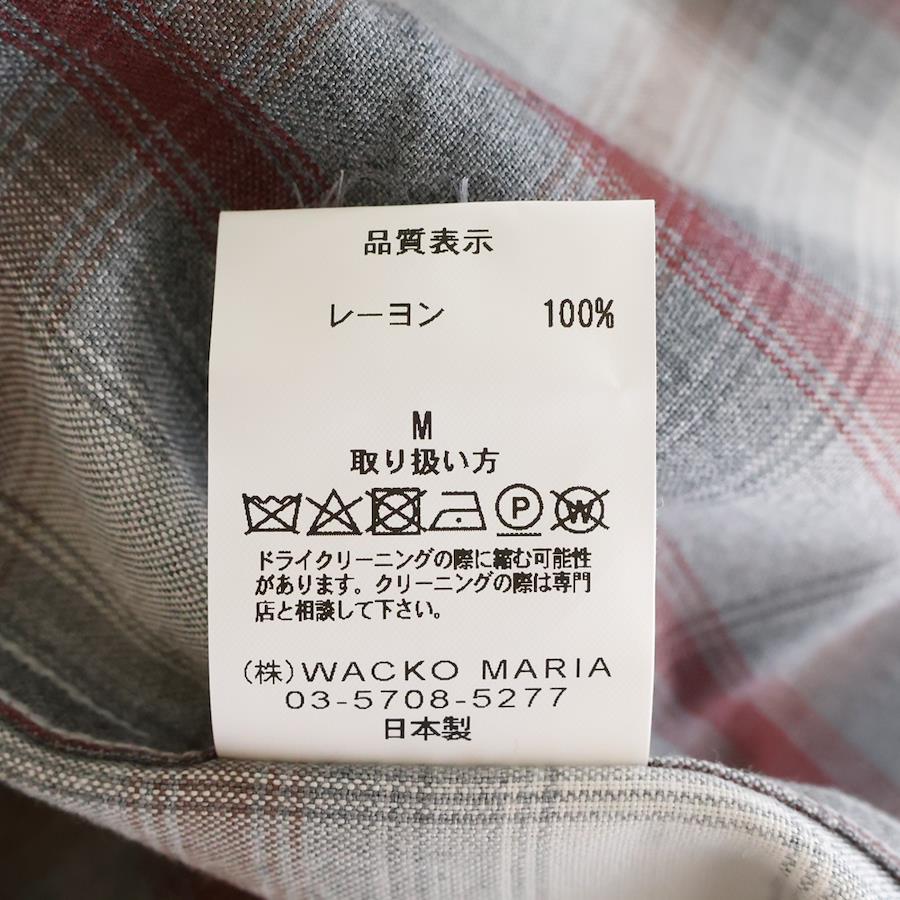 品質表示
レーヨン 100%
M
取り扱い方
P W
ドライクリーニングの際に縮む可能性
があります。クリーニングの際は専門
店と相談して下さい。
(株)WACKO MARIA
03-5708-5277
日本製